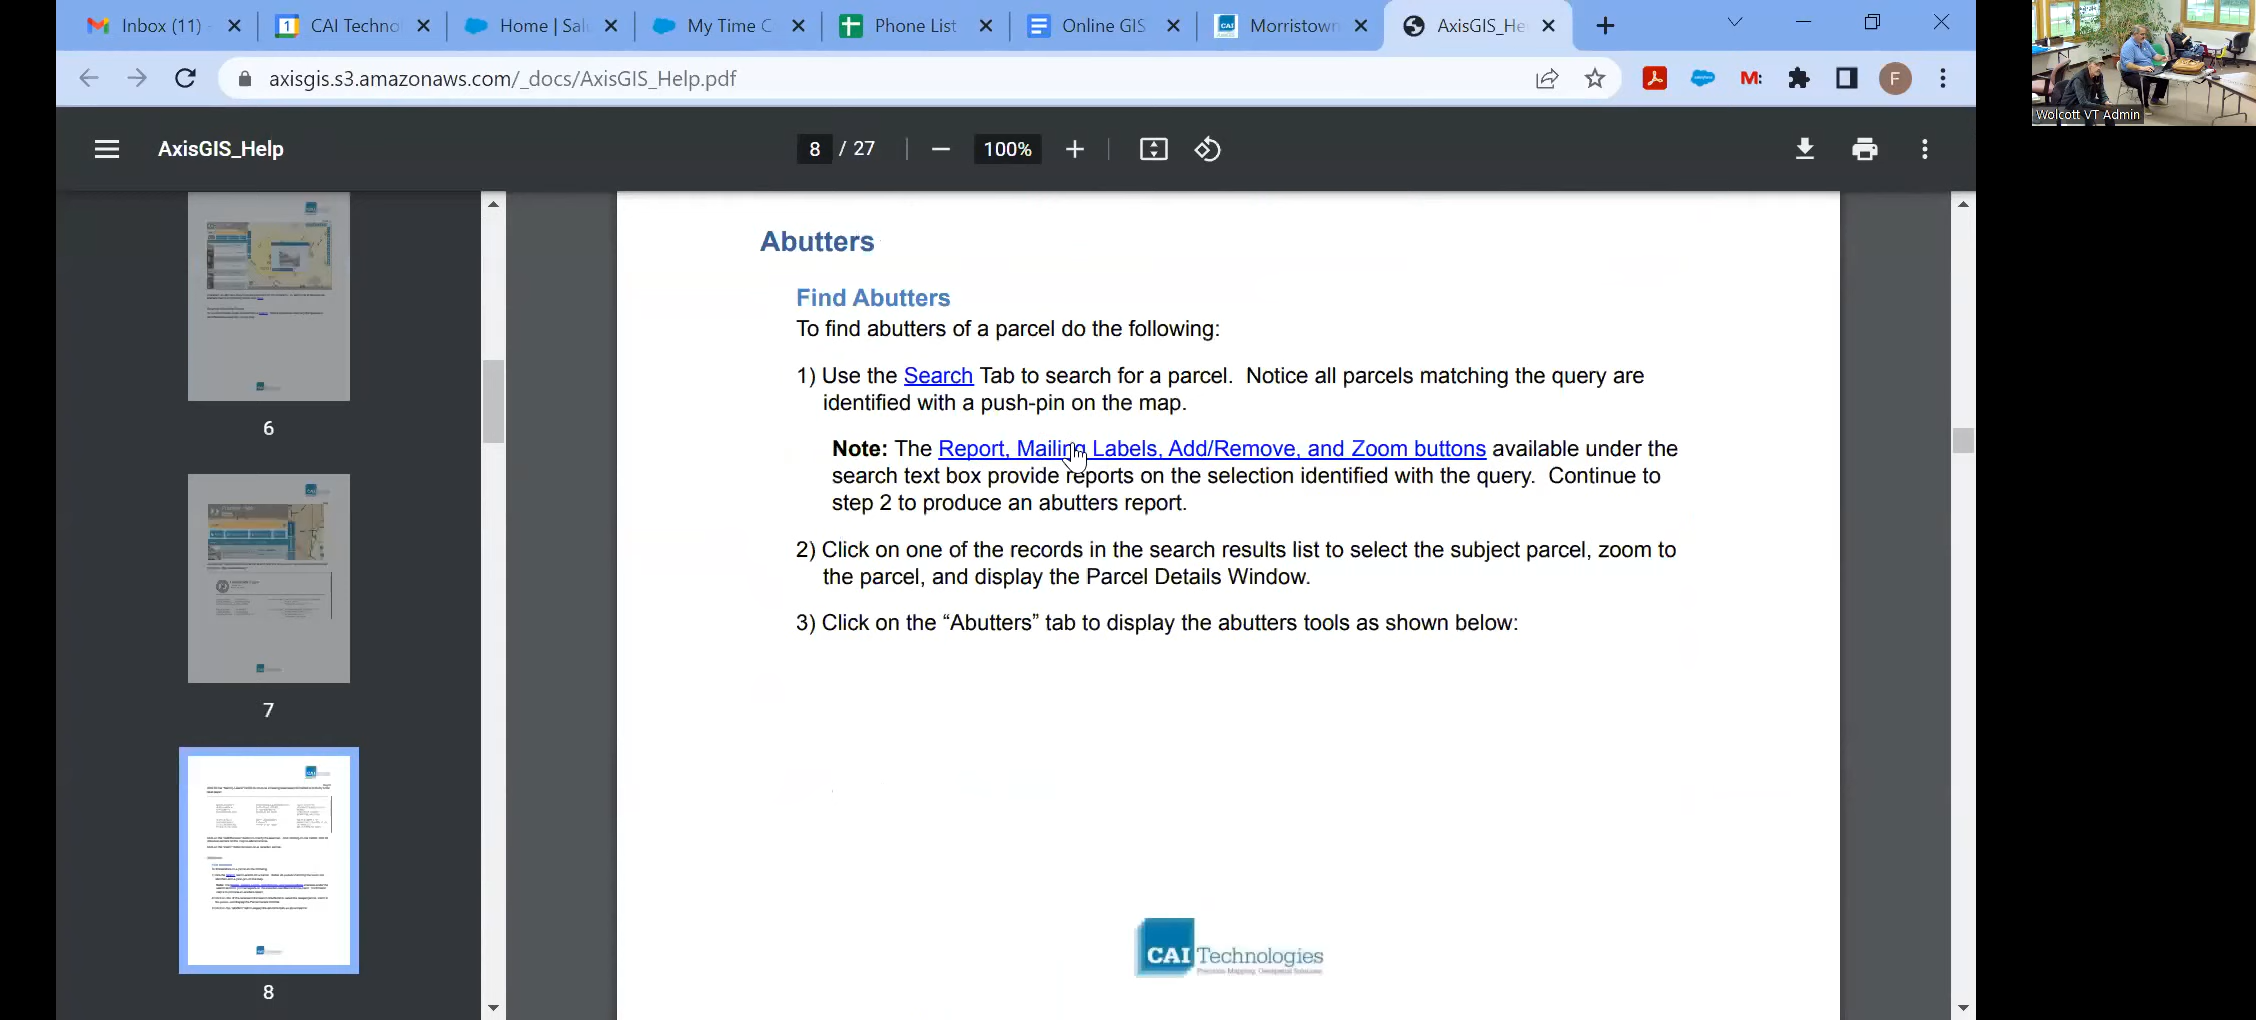 Inbox (11)
CAI Techno
Home | Sal
My Time C
Phone List
Online GIS
Morristown
AxisGIS_He
axisgis.s3.amazonaws.com/_docs/AxisGIS_Help.pdf
F
Wolcott VT Admin
AxisGIS_Help
8 / 27
100%
6
7
8
Abutters
Find Abutters
To find abutters of a parcel do the following:
1) Use the Search Tab to search for a parcel.  Notice all parcels matching the query are
identified with a push-pin on the map.
Note: The Report, Mailing Labels, Add/Remove, and Zoom buttons available under the
search text box provide reports on the selection identified with the query.  Continue to
step 2 to produce an abutters report.
2) Click on one of the records in the search results list to select the subject parcel, zoom to
the parcel, and display the Parcel Details Window.
3) Click on the “Abutters” tab to display the abutters tools as shown below:
CAI Technologies
Precision Mapping. Geospatial Solutions.